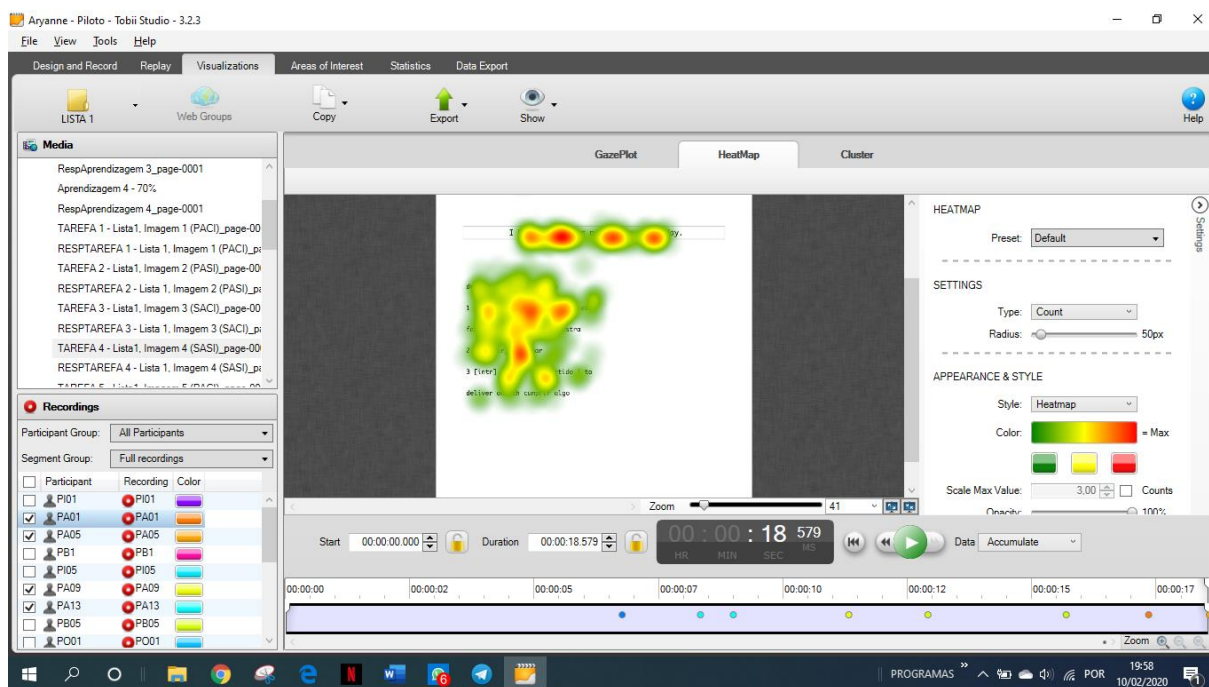 Aryanne - Piloto - Tobii Studio - 3.2.3
File View Tools Help
Design and Record Replay Visualizations Areas of Interest Statistics Data Export
LISTA 1 Web Groups Copy Export Show Help
Media
RespAprendizagem 3_page-0001
Aprendizagem 4 - 70%
RespAprendizagem 4_page-0001
TAREFA 1 - Lista1, Imagem 1 (PACI)_page-00
RESPTAREFA 1 - Lista 1, Imagem 1 (PACI)_pa
TAREFA 2 - Lista1, Imagem 2 (PASI)_page-00
RESPTAREFA 2 - Lista 1, Imagem 2 (PASI)_pa
TAREFA 3 - Lista1, Imagem 3 (SACI)_page-00
RESPTAREFA 3 - Lista 1, Imagem 3 (SACI)_pa
TAREFA 4 - Lista1, Imagem 4 (SASI)_page-00
RESPTAREFA 4 - Lista 1, Imagem 4 (SASI)_pa
Recordings
Participant Group: All Participants
Segment Group: Full recordings
Participant Recording Color
PI01 PI01
PA01 PA01
PA05 PA05
PB1 PB1
PI05 PI05
PA09 PA09
PA13 PA13
PB05 PB05
PO01 PO01
GazePlot HeatMap Cluster
I
2 or
3 [intr]
deliver cumprir algo
Zoom 41
HEATMAP
Preset: Default
SETTINGS
Type: Count
Radius: 50px
APPEARANCE & STYLE
Style: Heatmap
Color: = Max
Scale Max Value: 3,00 Counts
Opacity: 100%
Settings
Start 00:00:00.000 Duration 00:00:18.579
00 : 00 : 18 579
HR MIN SEC MS
Data Accumulate
00:00:00 00:00:02 00:00:05 00:00:07 00:00:10 00:00:12 00:00:15 00:00:17
Zoom
PROGRAMAS POR 19:58
10/02/2020